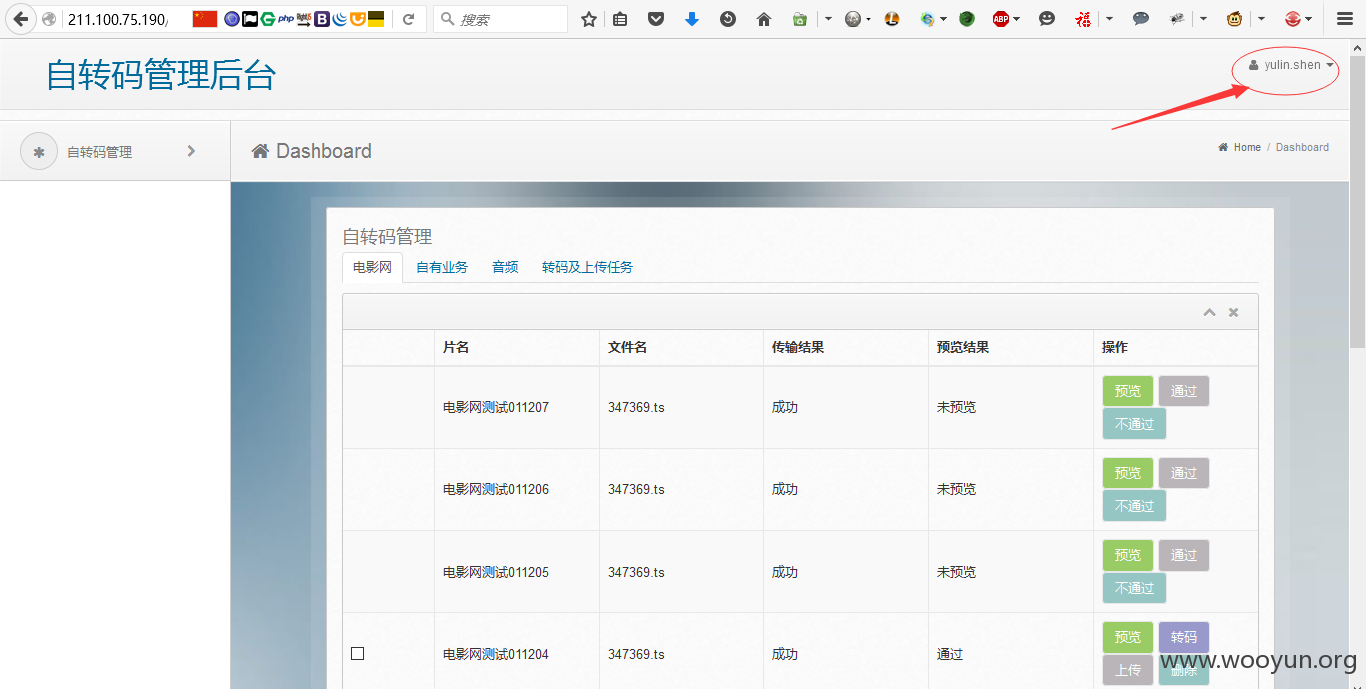 211.100.75.190/
php
B
搜索
ABP
福
自转码管理后台
yulin.shen
自转码管理
Dashboard
Home / Dashboard
自转码管理
电影网 自有业务 音频 转码及上传任务
片名 文件名 传输结果 预览结果 操作
电影网测试011207 347369.ts 成功 未预览 预览 通过
不通过
电影网测试011206 347369.ts 成功 未预览 预览 通过
不通过
电影网测试011205 347369.ts 成功 未预览 预览 通过
不通过
电影网测试011204 347369.ts 成功 通过 预览 转码
上传 删除
www.wooyun.org